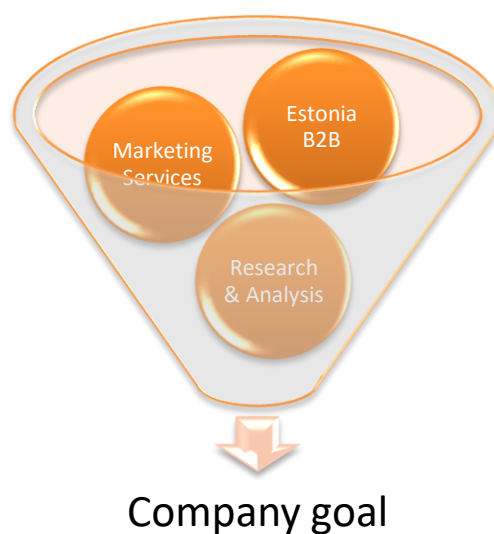 Estonia
B2B
Marketing
Services
Research
& Analysis
Company goal